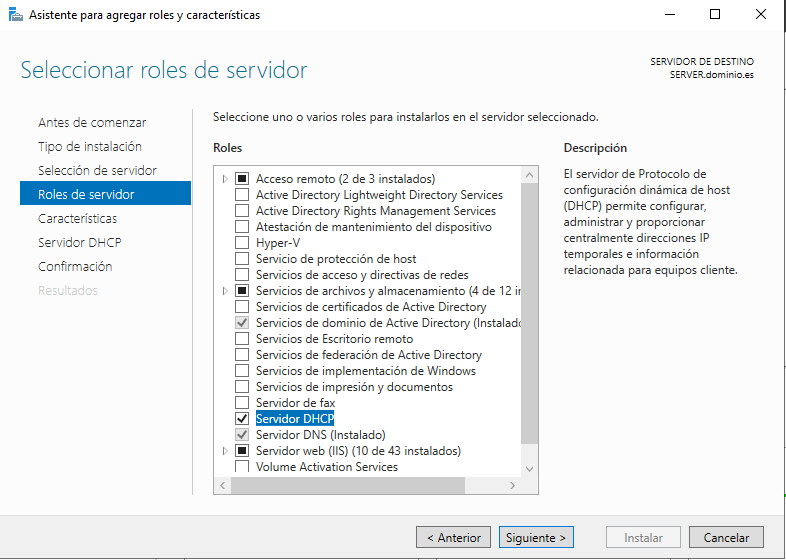 Asistente para agregar roles y características
Seleccionar roles de servidor
SERVIDOR DE DESTINO
SERVER.dominio.es
Antes de comenzar
Tipo de instalación
Selección de servidor
Roles de servidor
Características
Servidor DHCP
Confirmación
Resultados
Seleccione uno o varios roles para instalarlos en el servidor seleccionado.
Roles
Acceso remoto (2 de 3 instalados)
Active Directory Lightweight Directory Services
Active Directory Rights Management Services
Atestación de mantenimiento del dispositivo
Hyper-V
Servicio de protección de host
Servicios de acceso y directivas de redes
Servicios de archivos y almacenamiento (4 de 12 in
Servicios de certificados de Active Directory
Servicios de dominio de Active Directory (Instalado
Servicios de Escritorio remoto
Servicios de federación de Active Directory
Servicios de implementación de Windows
Servicios de impresión y documentos
Servidor de fax
Servidor DHCP
Servidor DNS (Instalado)
Servidor web (IIS) (10 de 43 instalados)
Volume Activation Services
Descripción
El servidor de Protocolo de
configuración dinámica de host
(DHCP) permite configurar,
administrar y proporcionar
centralmente direcciones IP
temporales e información
relacionada para equipos cliente.
< Anterior
Siguiente >
Instalar
Cancelar